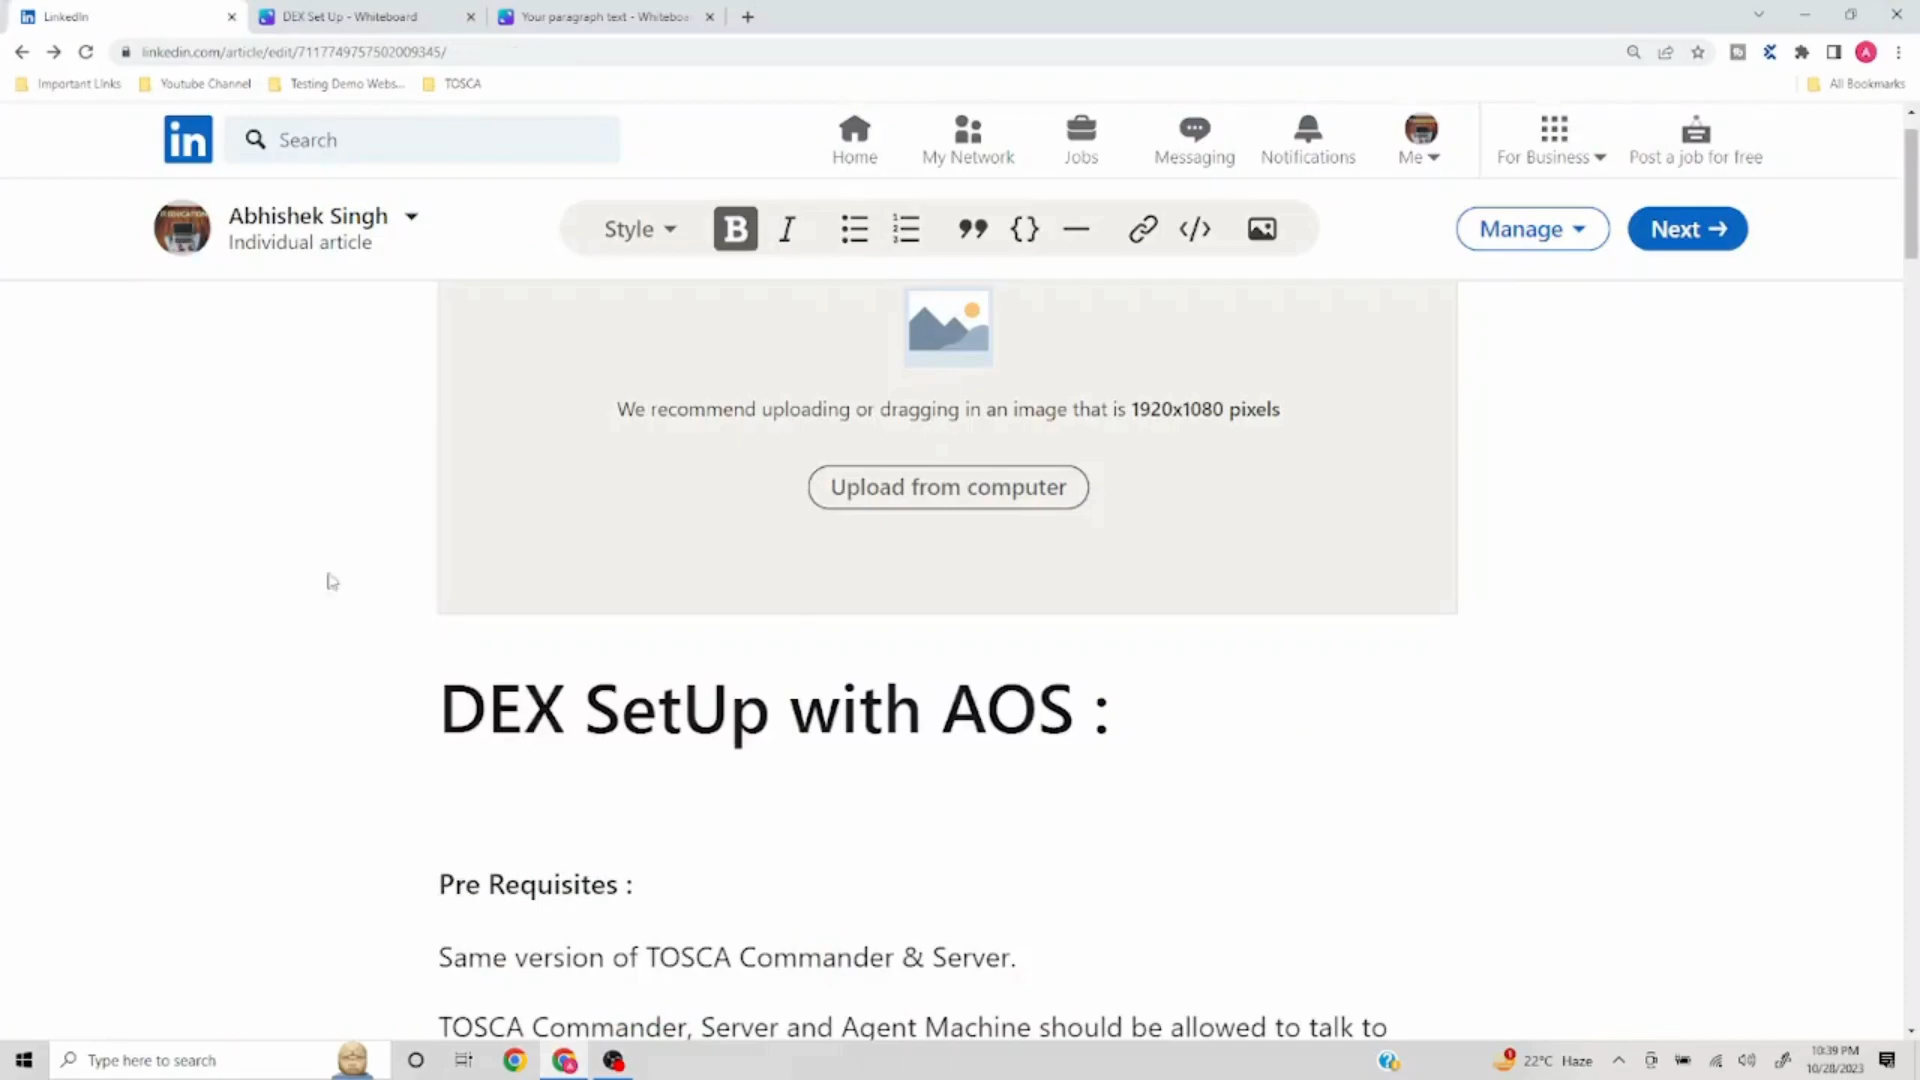 LinkedIn
DEX Set Up - Whiteboard
Your paragraph text - Whiteboa
linkedin.com/article/edit/7117749757502009345/
Important Links
Youtube Channel
Testing Demo Webs...
TOSCA
All Bookmarks
in
Search
Home
My Network
Jobs
Messaging
Notifications
Me
For Business
Post a job for free
Abhishek Singh
Individual article
Style
B
I
Manage
Next →
We recommend uploading or dragging in an image that is 1920x1080 pixels
Upload from computer
DEX SetUp with AOS :
Pre Requisites :
Same version of TOSCA Commander & Server.
TOSCA Commander, Server and Agent Machine should be allowed to talk to
Type here to search
22°C Haze
10:39 PM
10/28/2023